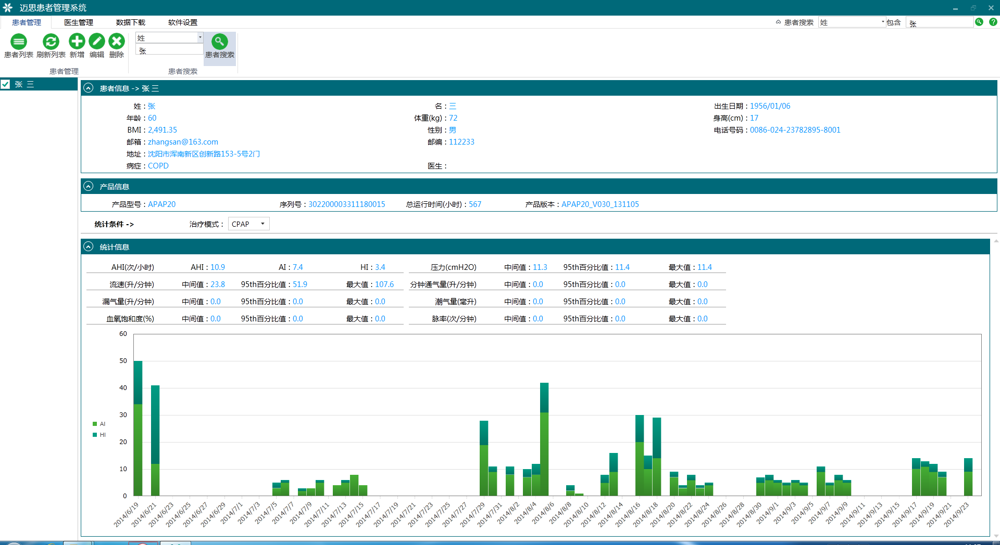 迈思患者管理系统
患者管理 医生管理 数据下载 软件设置 患者搜索 姓 包含 张
姓
张
患者列表 刷新列表 新增 编辑 删除 患者搜索
患者管理 患者搜索
张 三
患者信息 -> 张 三
姓：张 名：三 出生日期：1956/01/06
年龄：60 体重(kg)：72 身高(cm)：17
BMI：2,491.35 性别：男 电话号码：0086-024-23782895-8001
邮箱：zhangsan@163.com 邮编：112233
地址：沈阳市浑南新区创新路153-5号2门
病症：COPD 医生：
产品信息
产品型号：APAP20 序列号：302200003311180015 总运行时间(小时)：567 产品版本：APAP20_V030_131105
统计条件 -> 治疗模式： CPAP
统计信息
AHI(次/小时) AHI：10.9 AI：7.4 HI：3.4 压力(cmH2O) 中间值：11.3 95th百分比值：11.4 最大值：11.4
流速(升/分钟) 中间值：23.8 95th百分比值：51.9 最大值：107.6 分钟通气量(升/分钟) 中间值：0.0 95th百分比值：0.0 最大值：0.0
漏气量(升/分钟) 中间值：0.0 95th百分比值：0.0 最大值：0.0 潮气量(毫升) 中间值：0.0 95th百分比值：0.0 最大值：0.0
血氧饱和度(%) 中间值：0.0 95th百分比值：0.0 最大值：0.0 脉率(次/分钟) 中间值：0.0 95th百分比值：0.0 最大值：0.0
60
50
40
30
20
10
0
AI
HI
2014/6/19 2014/6/21 2014/6/23 2014/6/25 2014/6/27 2014/6/29 2014/7/1 2014/7/3 2014/7/5 2014/7/7 2014/7/9 2014/7/11 2014/7/13 2014/7/15 2014/7/17 2014/7/19 2014/7/21 2014/7/23 2014/7/25 2014/7/27 2014/7/29 2014/7/31 2014/8/2 2014/8/4 2014/8/6 2014/8/8 2014/8/10 2014/8/12 2014/8/14 2014/8/16 2014/8/18 2014/8/20 2014/8/22 2014/8/24 2014/8/26 2014/8/28 2014/8/30 2014/9/1 2014/9/3 2014/9/5 2014/9/7 2014/9/9 2014/9/11 2014/9/13 2014/9/15 2014/9/17 2014/9/19 2014/9/21 2014/9/23